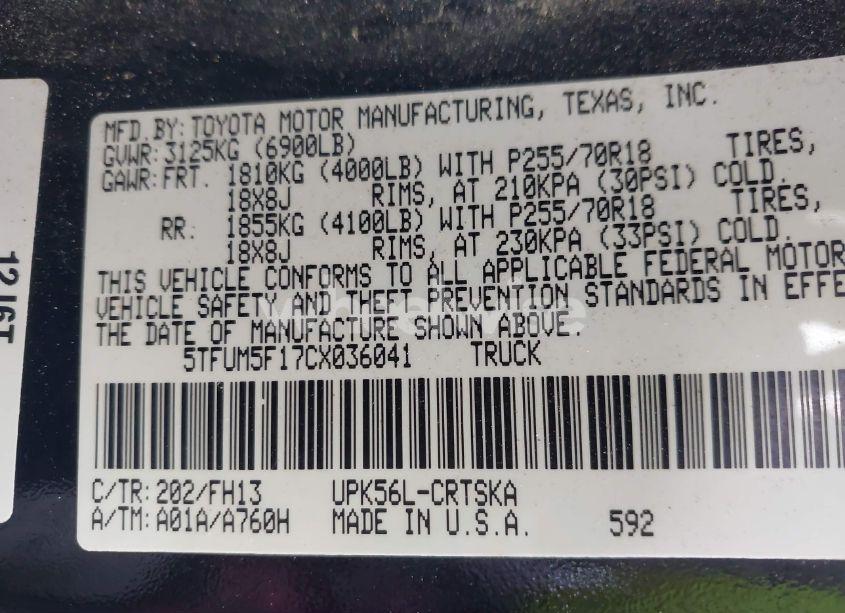 MFD.BY: TOYOTA MOTOR MANUFACTURING, TEXAS, INC.
GVWR: 3125KG (6900LB)
GAWR: FRT. 1810KG (4000LB) WITH P255/70R18 TIRES,
18X8J RIMS, AT 210KPA (30PSI) COLD.
RR: 1855KG (4100LB) WITH P255/70R18 TIRES,
18X8J RIMS, AT 230KPA (33PSI) COLD.
THIS VEHICLE CONFORMS TO ALL APPLICABLE FEDERAL MOTOR
VEHICLE SAFETY AND THEFT PREVENTION STANDARDS IN EFFE
THE DATE OF MANUFACTURE SHOWN ABOVE.
5TFUM5F17CX036041 TRUCK
C/TR: 202/FH13 UPK56L-CRTSKA
A/TM: A01A/A760H MADE IN U.S.A. 592